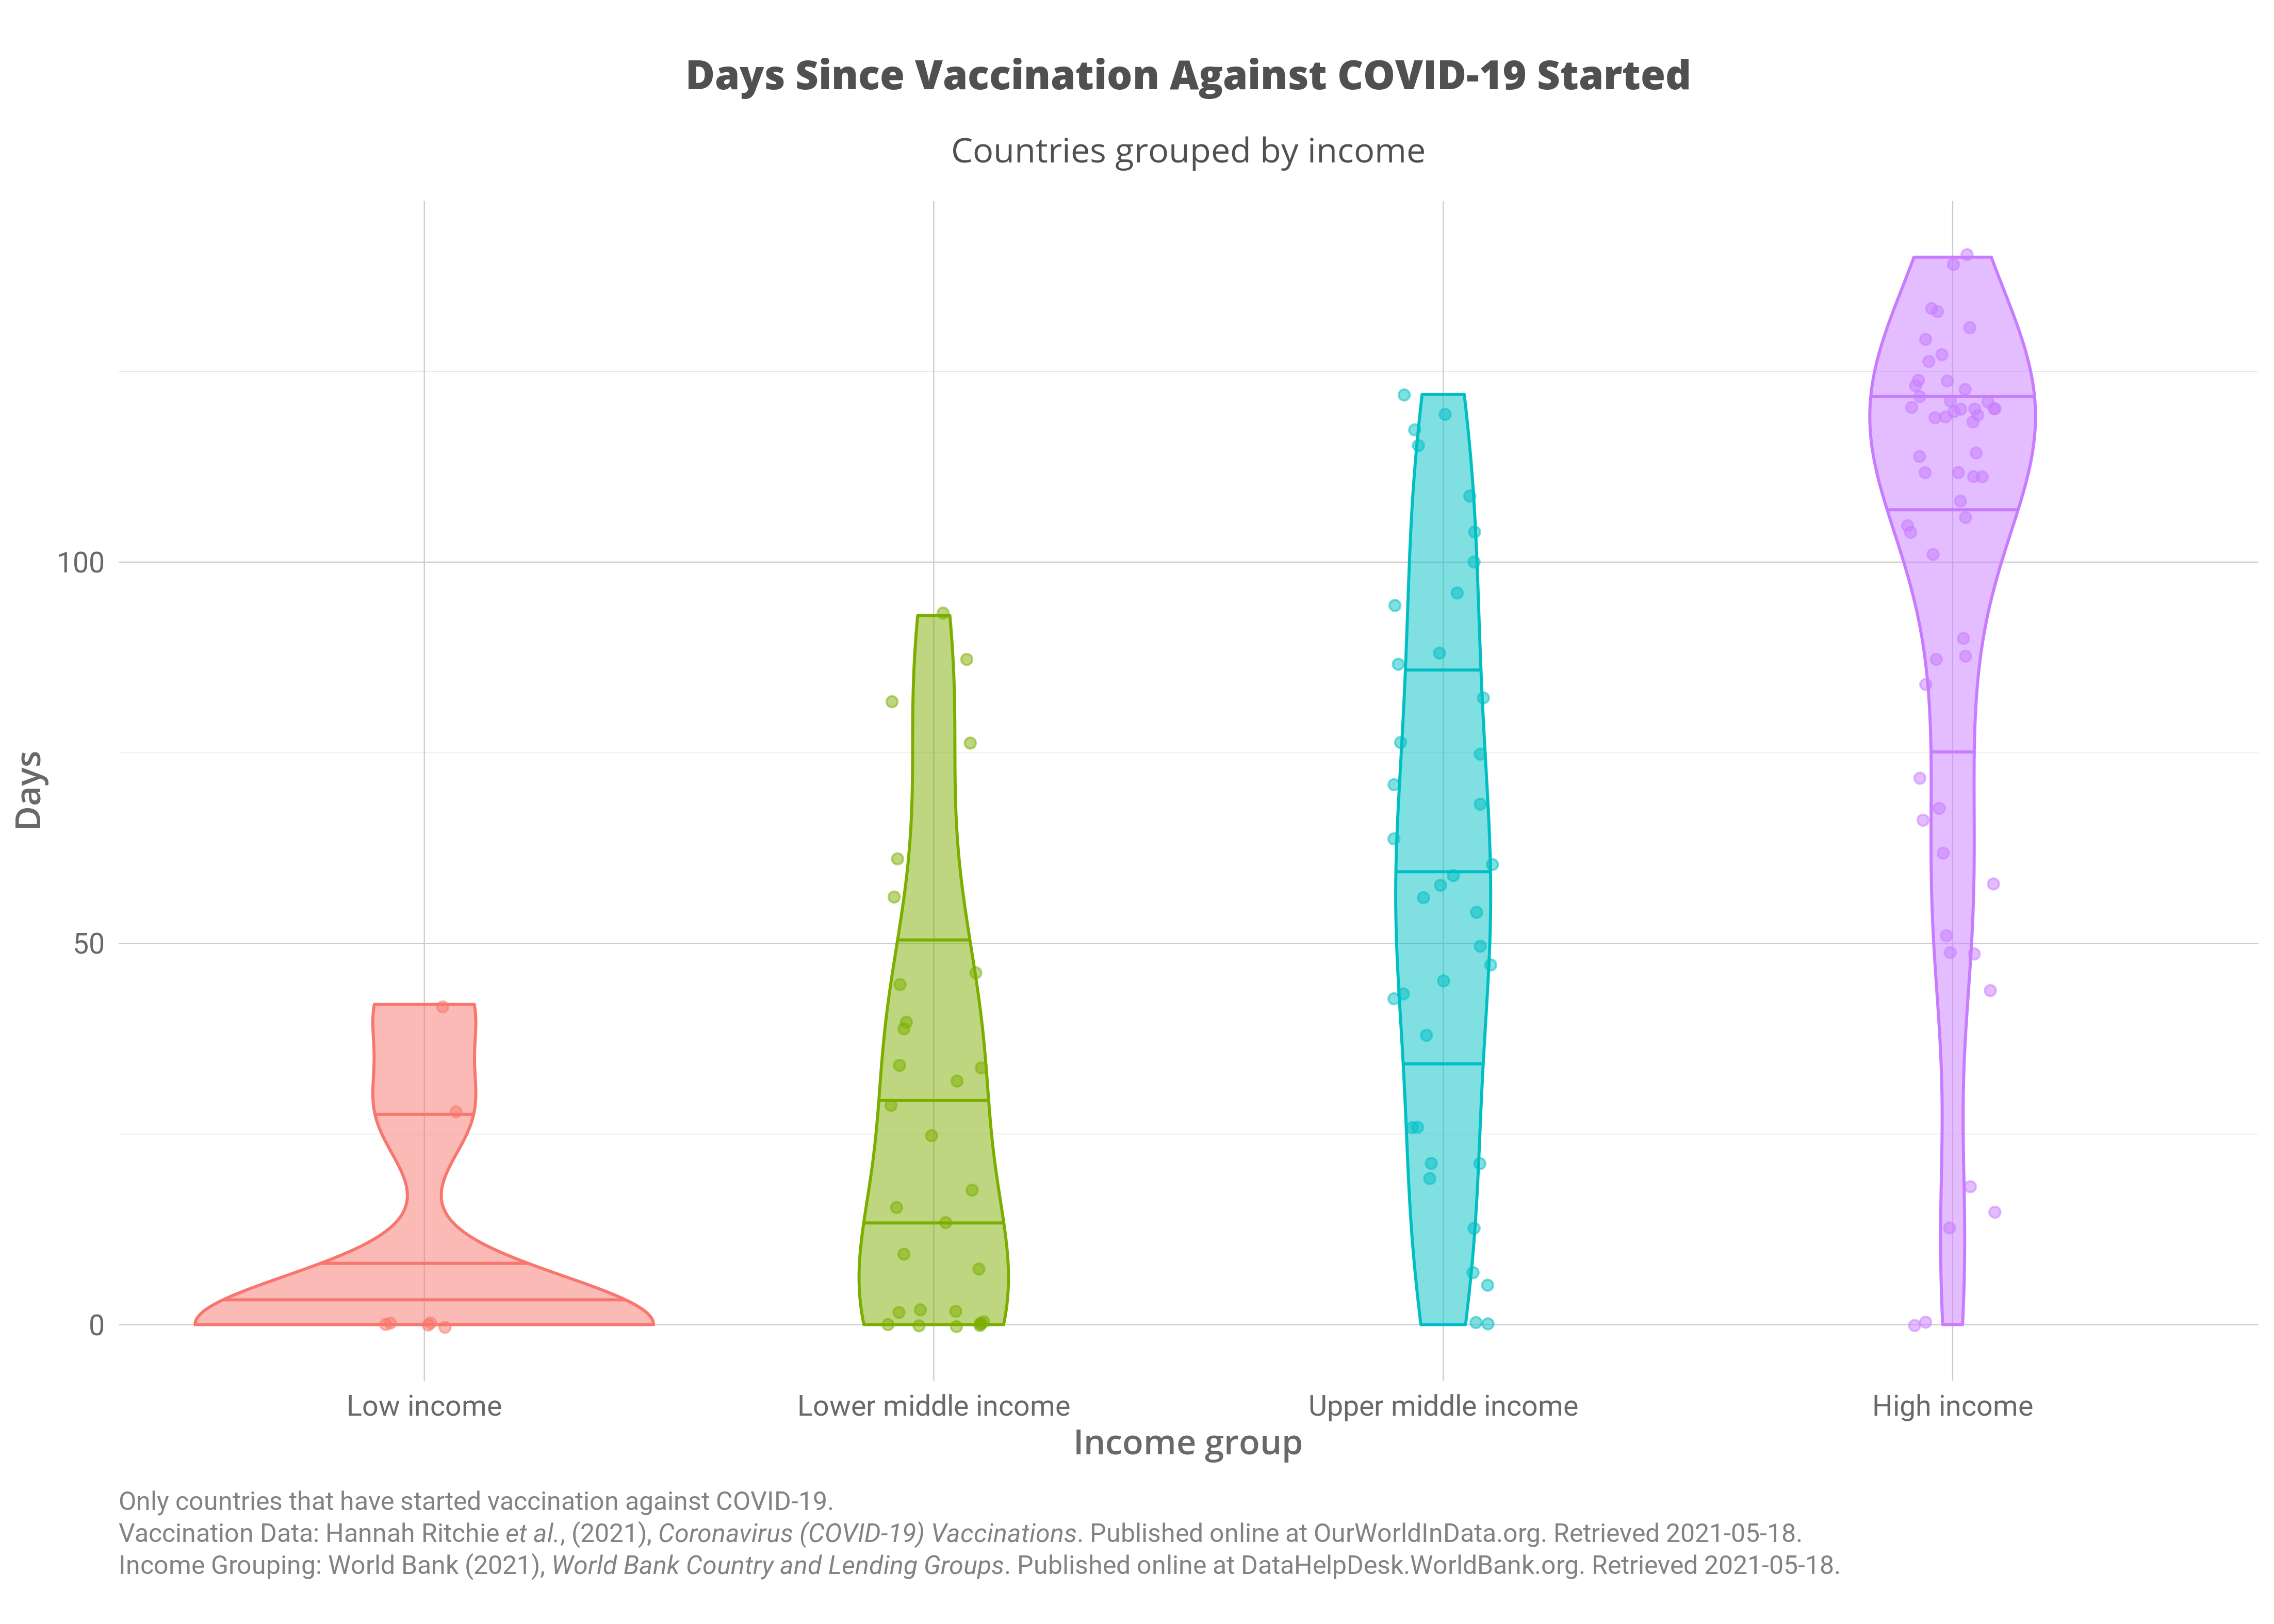 Days Since Vaccination Against COVID-19 Started
Countries grouped by income
Days
100
50
0
Low income
Lower middle income
Upper middle income
High income
Income group
Only countries that have started vaccination against COVID-19.
Vaccination Data: Hannah Ritchie et al., (2021), Coronavirus (COVID-19) Vaccinations. Published online at OurWorldInData.org. Retrieved 2021-05-18.
Income Grouping: World Bank (2021), World Bank Country and Lending Groups. Published online at DataHelpDesk.WorldBank.org. Retrieved 2021-05-18.